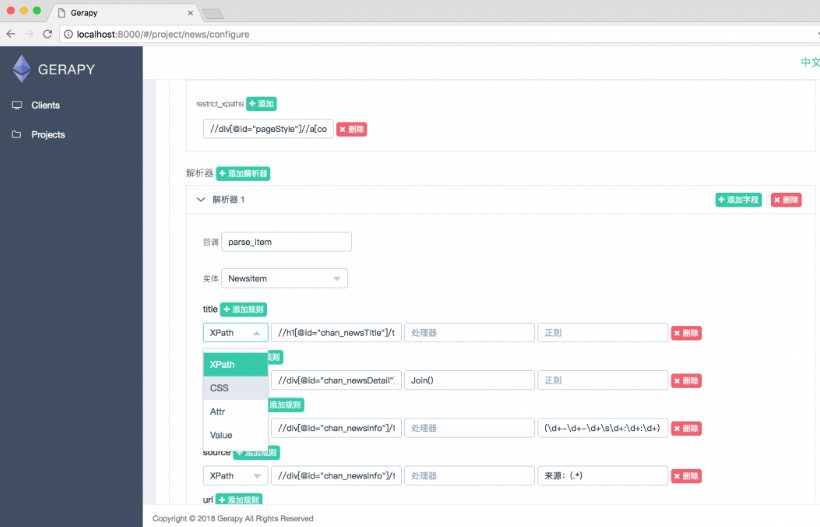 Gerapy
localhost:8000/#/project/news/configure
GERAPY
中文
Clients
Projects
restrict_xpaths 添加
//div[@id="pageStyle"]//a[co 删除
解析器 添加解析器
解析器 1 添加字段 删除
回调 parse_item
实体 NewsItem
title 添加规则
XPath //h1[@id="chan_newsTitle"]/t 处理器 正则 删除
XPath
CSS
Attr
Value
规则
//div[@id="chan_newsDetail"] Join() 正则 删除
添加规则
//div[@id="chan_newsInfo"]/t 处理器 (\d+-\d+-\d+\s\d+:\d+:\d+) 删除
source 添加规则
XPath //div[@id="chan_newsInfo"]/t 处理器 来源：(.*) 删除
url 添加规则
Copyright © 2018 Gerapy All Rights Reserved